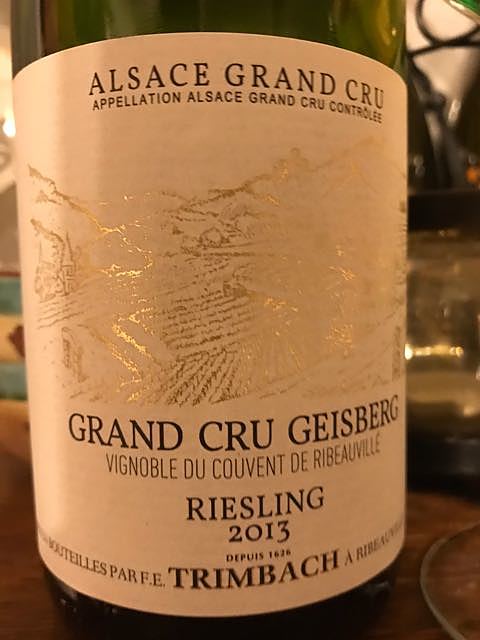 ALSACE GRAND CRU
APPELLATION ALSACE GRAND CRU CONTRÔLÉE
GRAND CRU GEISBERG
VIGNOBLE DU COUVENT DE RIBEAUVILLÉ
RIESLING
2013
DEPUIS 1626
BOUTEILLES PAR F.E. TRIMBACH À RIBEAUVILLÉ